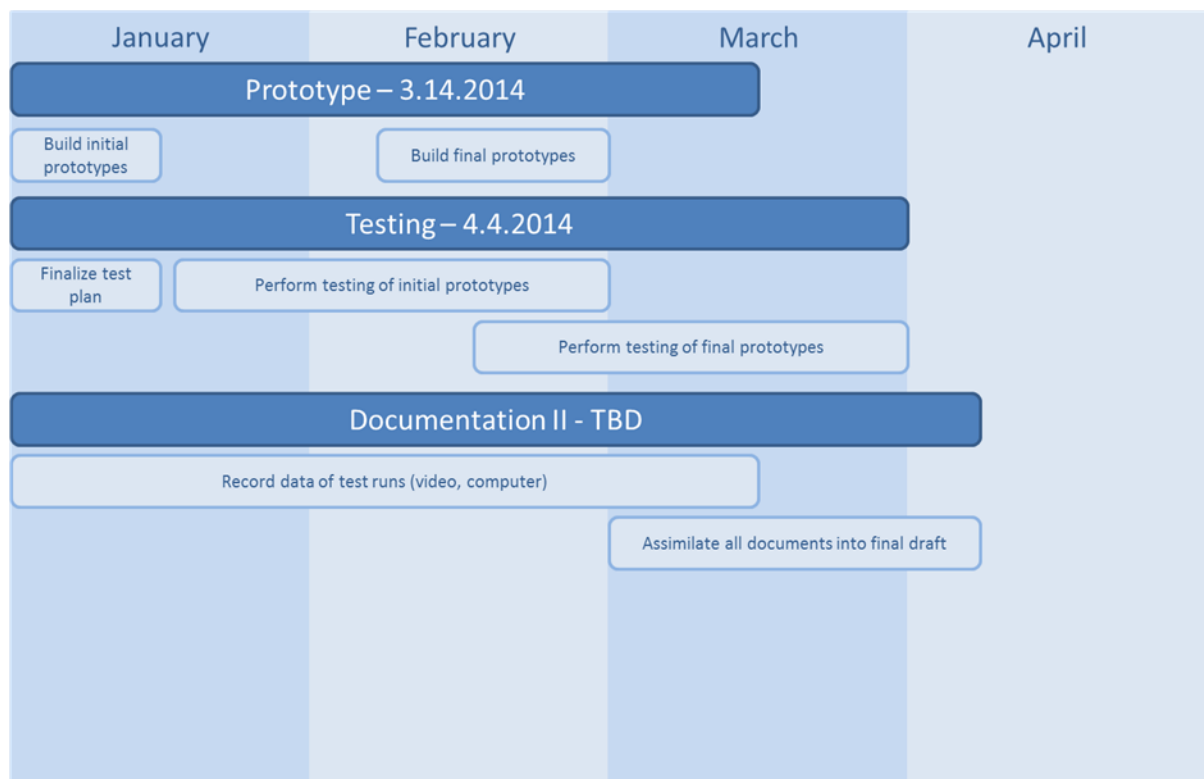 January February March April
Prototype – 3.14.2014
Build initial
prototypes
Build final prototypes
Testing – 4.4.2014
Finalize test
plan
Perform testing of initial prototypes
Perform testing of final prototypes
Documentation II - TBD
Record data of test runs (video, computer)
Assimilate all documents into final draft